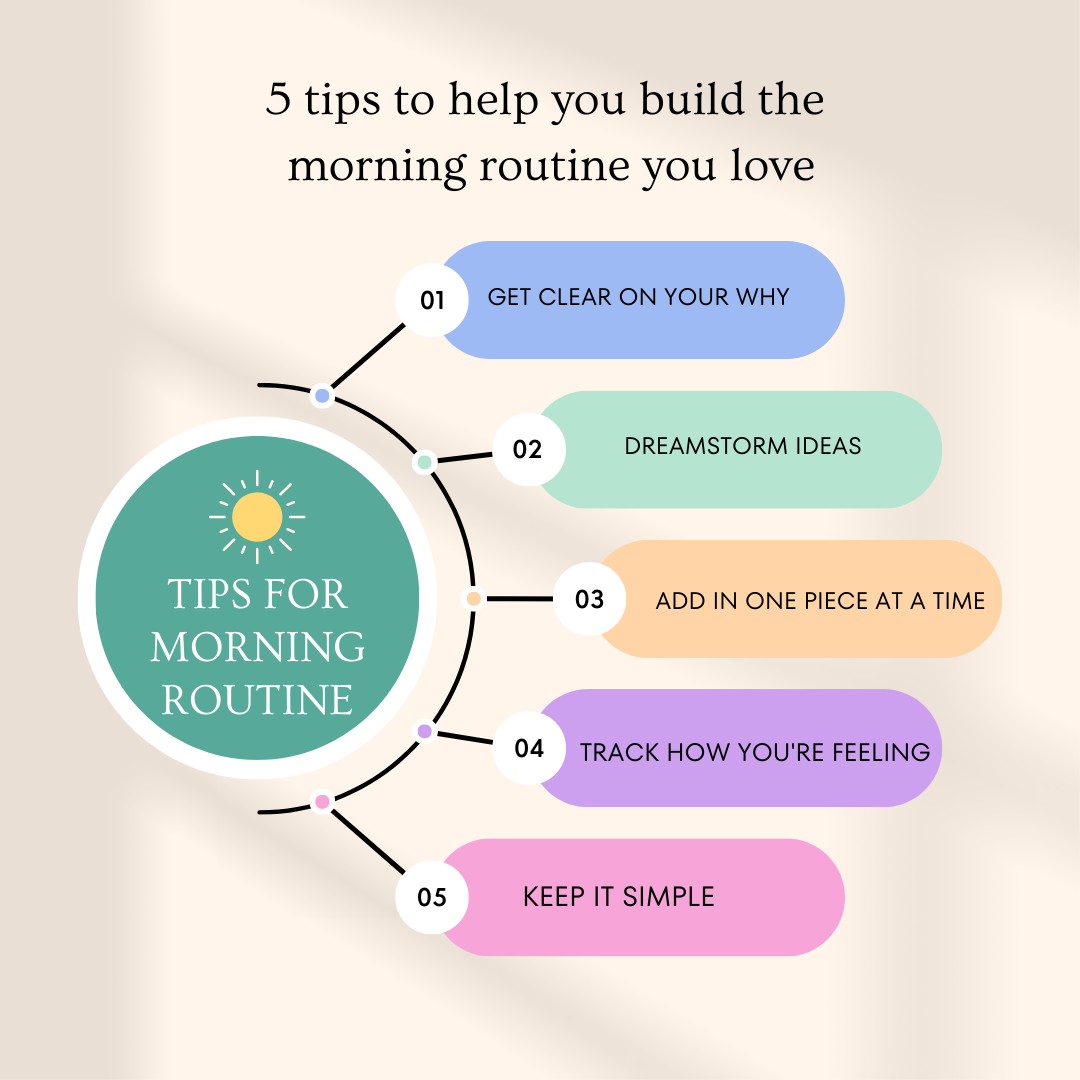 5 tips to help you build the
morning routine you love
01
GET CLEAR ON YOUR WHY
02
DREAMSTORM IDEAS
TIPS FOR
MORNING
ROUTINE
03
ADD IN ONE PIECE AT A TIME
04
TRACK HOW YOU'RE FEELING
05
KEEP IT SIMPLE